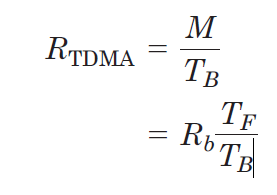 R_TDMA = M / T_B
= R_b T_F / T_B